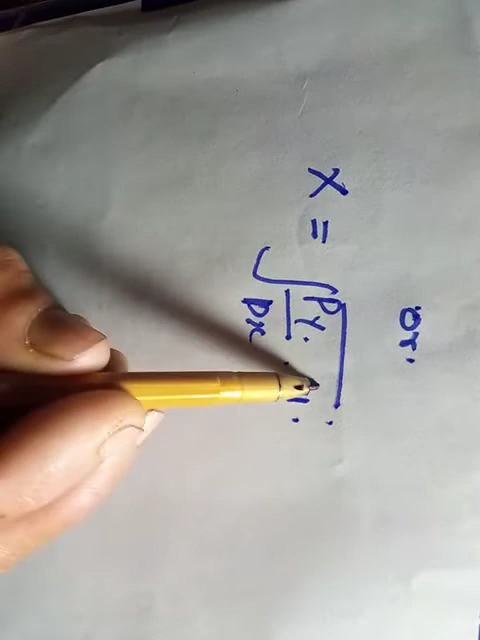 or.
X = √(Py/Px .